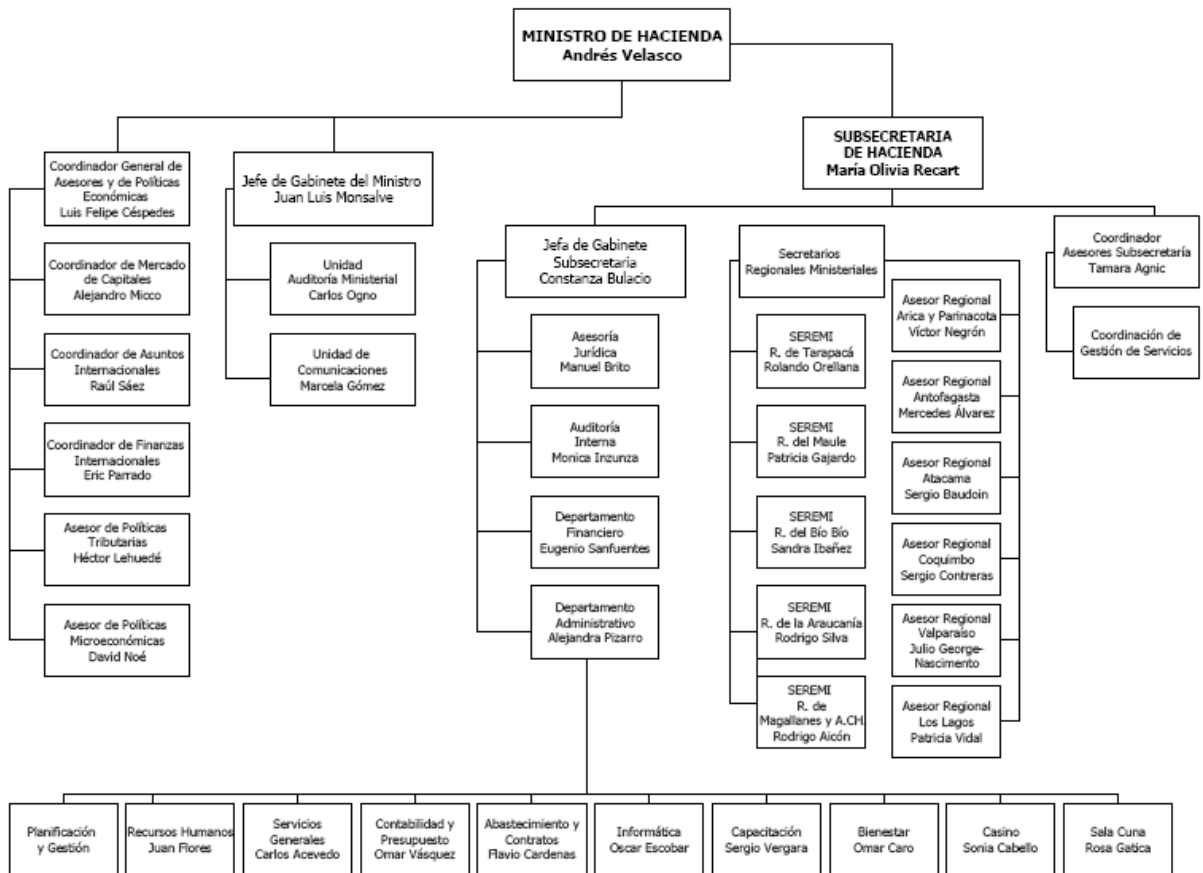 MINISTRO DE HACIENDA
Andrés Velasco
SUBSECRETARIA
DE HACIENDA
María Olivia Recart
Coordinador General de
Asesores y de Políticas
Económicas
Luis Felipe Céspedes
Jefe de Gabinete del Ministro
Juan Luis Monsalve
Coordinador de Mercado
de Capitales
Alejandro Micco
Coordinador de Asuntos
Internacionales
Raúl Sáez
Coordinador de Finanzas
Internacionales
Eric Parrado
Asesor de Políticas
Tributarias
Héctor Lehuedé
Asesor de Políticas
Microeconómicas
David Noé
Unidad
Auditoría Ministerial
Carlos Ogno
Unidad de
Comunicaciones
Marcela Gómez
Jefa de Gabinete
Subsecretaria
Constanza Bulacio
Asesoría
Jurídica
Manuel Brito
Auditoría
Interna
Monica Inzunza
Departamento
Financiero
Eugenio Sanfuentes
Departamento
Administrativo
Alejandra Pizarro
Secretarios
Regionales Ministeriales
SEREMI
R. de Tarapacá
Rolando Orellana
SEREMI
R. del Maule
Patricia Gajardo
SEREMI
R. del Bío Bío
Sandra Ibañez
SEREMI
R. de la Araucanía
Rodrigo Silva
SEREMI
R. de
Magallanes y A.CH
Rodrigo Aicón
Asesor Regional
Arica y Parinacota
Víctor Negrón
Asesor Regional
Antofagasta
Mercedes Álvarez
Asesor Regional
Atacama
Sergio Baudoin
Asesor Regional
Coquimbo
Sergio Contreras
Asesor Regional
Valparaíso
Julio George-
Nascimento
Asesor Regional
Los Lagos
Patricia Vidal
Coordinador
Asesores Subsecretaría
Tamara Agnic
Coordinación de
Gestión de Servicios
Planificación
y Gestión
Recursos Humanos
Juan Flores
Servicios
Generales
Carlos Acevedo
Contabilidad y
Presupuesto
Omar Vásquez
Abastecimiento y
Contratos
Flavio Cardenas
Informática
Oscar Escobar
Capacitación
Sergio Vergara
Bienestar
Omar Caro
Casino
Sonia Cabello
Sala Cuna
Rosa Gatica